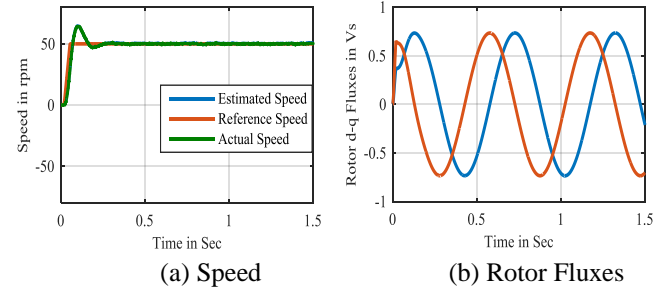 Speed in rpm
50
0
-50
0
0.5
1
1.5
Time in Sec
Estimated Speed
Reference Speed
Actual Speed
(a) Speed
Rotor d-q Fluxes in Vs
1
0.5
0
-0.5
-1
0
0.5
1
1.5
Time in Sec
(b) Rotor Fluxes